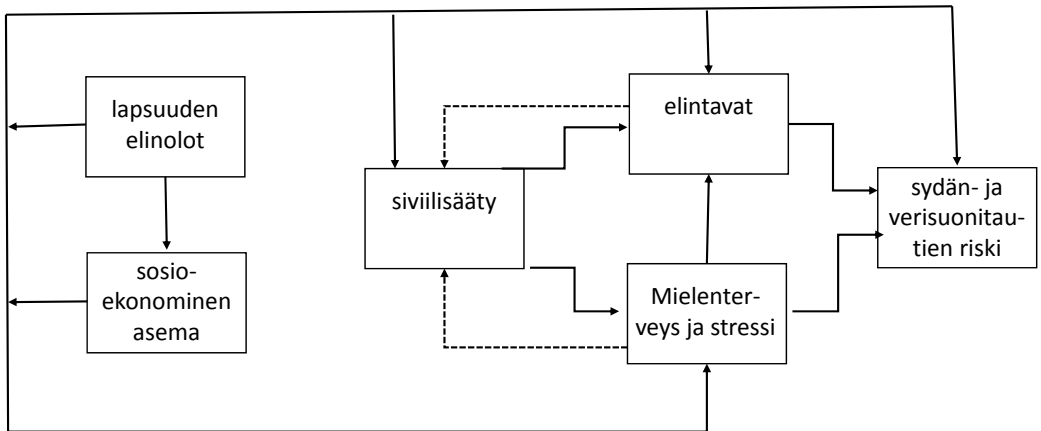 lapsuuden
elinolot
sosio-
ekonominen
asema
siviilisääty
elintavat
Mielenter-
veys ja stressi
sydän- ja
verisuonitau-
tien riski